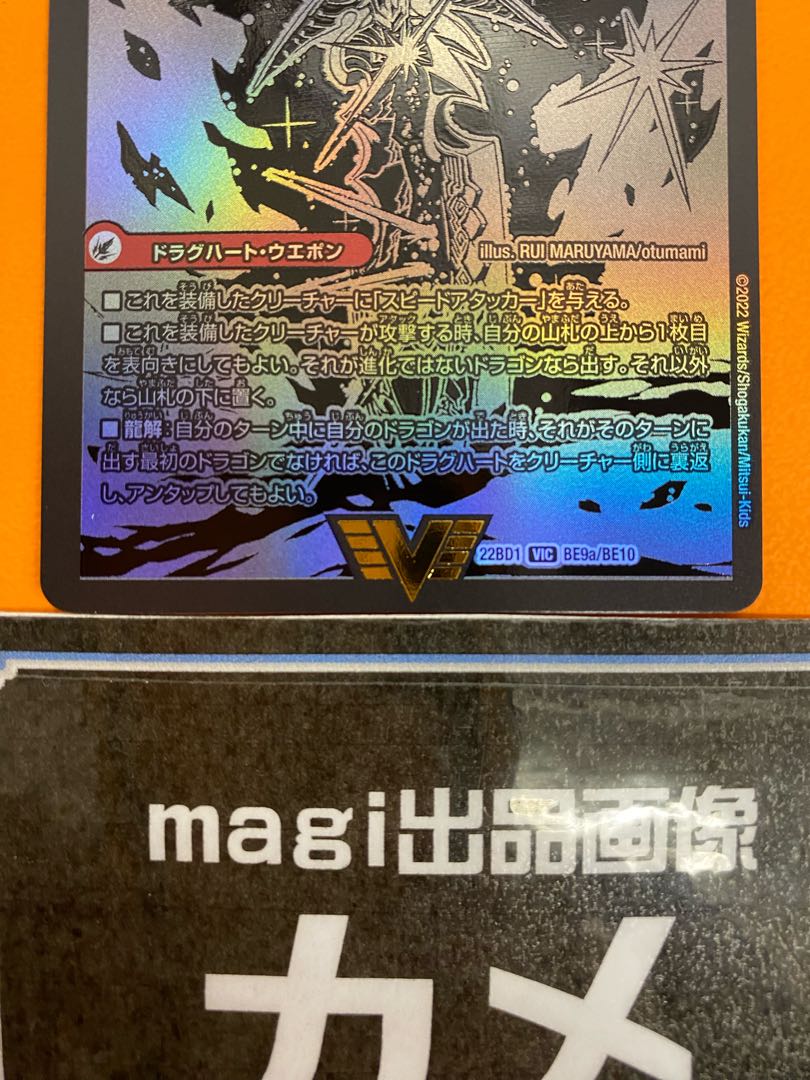 ドラグハート・ウエポン
illus. RUI MARUYAMA/otumami
■これを装備したクリーチャーに「スピードアタッカー」を与える。
■これを装備したクリーチャーが攻撃する時、自分の山札の上から1枚目
を表向きにしてもよい。それが進化ではないドラゴンなら出す。それ以外
なら山札の下に置く。
■龍解:自分のターン中に自分のドラゴンが出た時、それがそのターンに
出す最初のドラゴンでなければ、このドラグハートをクリーチャー側に裏返
し、アンタップしてもよい。
22BD1 VIC BE9a/BE10
©2022 Wizards/Shogakukan/Mitsui-Kids
magi出品画像
カメ